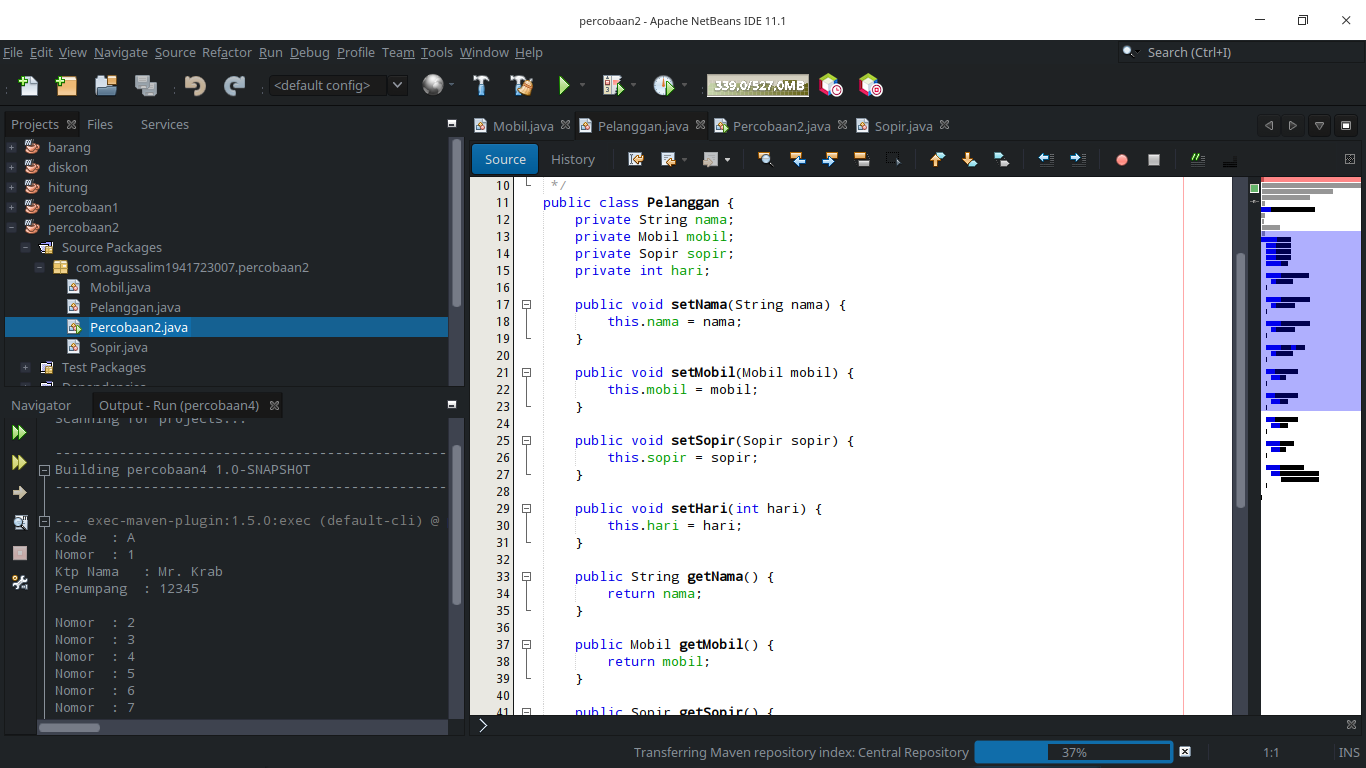 percobaan2 - Apache NetBeans IDE 11.1
File Edit View Navigate Source Refactor Run Debug Profile Team Tools Window Help
Search (Ctrl+I)
<default config>
339,0/527,0MB
Projects Files Services
barang
diskon
hitung
percobaan1
percobaan2
Source Packages
com.agussalim1941723007.percobaan2
Mobil.java
Pelanggan.java
Percobaan2.java
Sopir.java
Test Packages
Dependencies
Navigator Output - Run (percobaan4)
Scanning for projects...
------------------------------------------------
Building percobaan4 1.0-SNAPSHOT
------------------------------------------------
--- exec-maven-plugin:1.5.0:exec (default-cli) @
Kode : A
Nomor : 1
Ktp Nama : Mr. Krab
Penumpang : 12345
Nomor : 2
Nomor : 3
Nomor : 4
Nomor : 5
Nomor : 6
Nomor : 7
Mobil.java Pelanggan.java Percobaan2.java Sopir.java
Source History
10 */
11 public class Pelanggan {
12 private String nama;
13 private Mobil mobil;
14 private Sopir sopir;
15 private int hari;
16
17 public void setNama(String nama) {
18 this.nama = nama;
19 }
20
21 public void setMobil(Mobil mobil) {
22 this.mobil = mobil;
23 }
24
25 public void setSopir(Sopir sopir) {
26 this.sopir = sopir;
27 }
28
29 public void setHari(int hari) {
30 this.hari = hari;
31 }
32
33 public String getNama() {
34 return nama;
35 }
36
37 public Mobil getMobil() {
38 return mobil;
39 }
40
41 public Sopir getSopir() {
Transferring Maven repository index: Central Repository 37% 1:1 INS